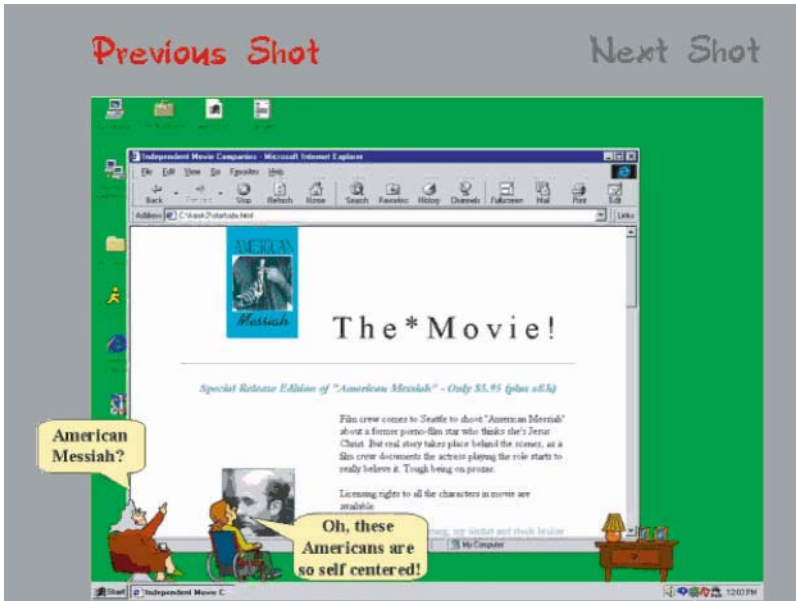 Previous Shot
Next Shot
Independent Movie Companies - Microsoft Internet Explorer
File Edit View Go Favorites Help
Back Forward Stop Refresh Home Search Favorites History Channels Fullscreen Mail Print Edit
Address
Links
AMERICAN
Messiah
The*Movie!
Special Release Edition of "American Messiah" - Only $5.95 (plus s&h)
Film crew comes to Seattle to shoot "American Messiah"
about a former porno-film star who thinks she's Jesus
Christ. But real story takes place behind the scenes, as a
film crew documents the actress playing the role starts to
really believe it. Tough being on prozac.
Licensing rights to all the characters in movie are
available
American
Messiah?
Oh, these
Americans are
so self centered!
My Computer
Start
Independent Movie C
12:03 PM